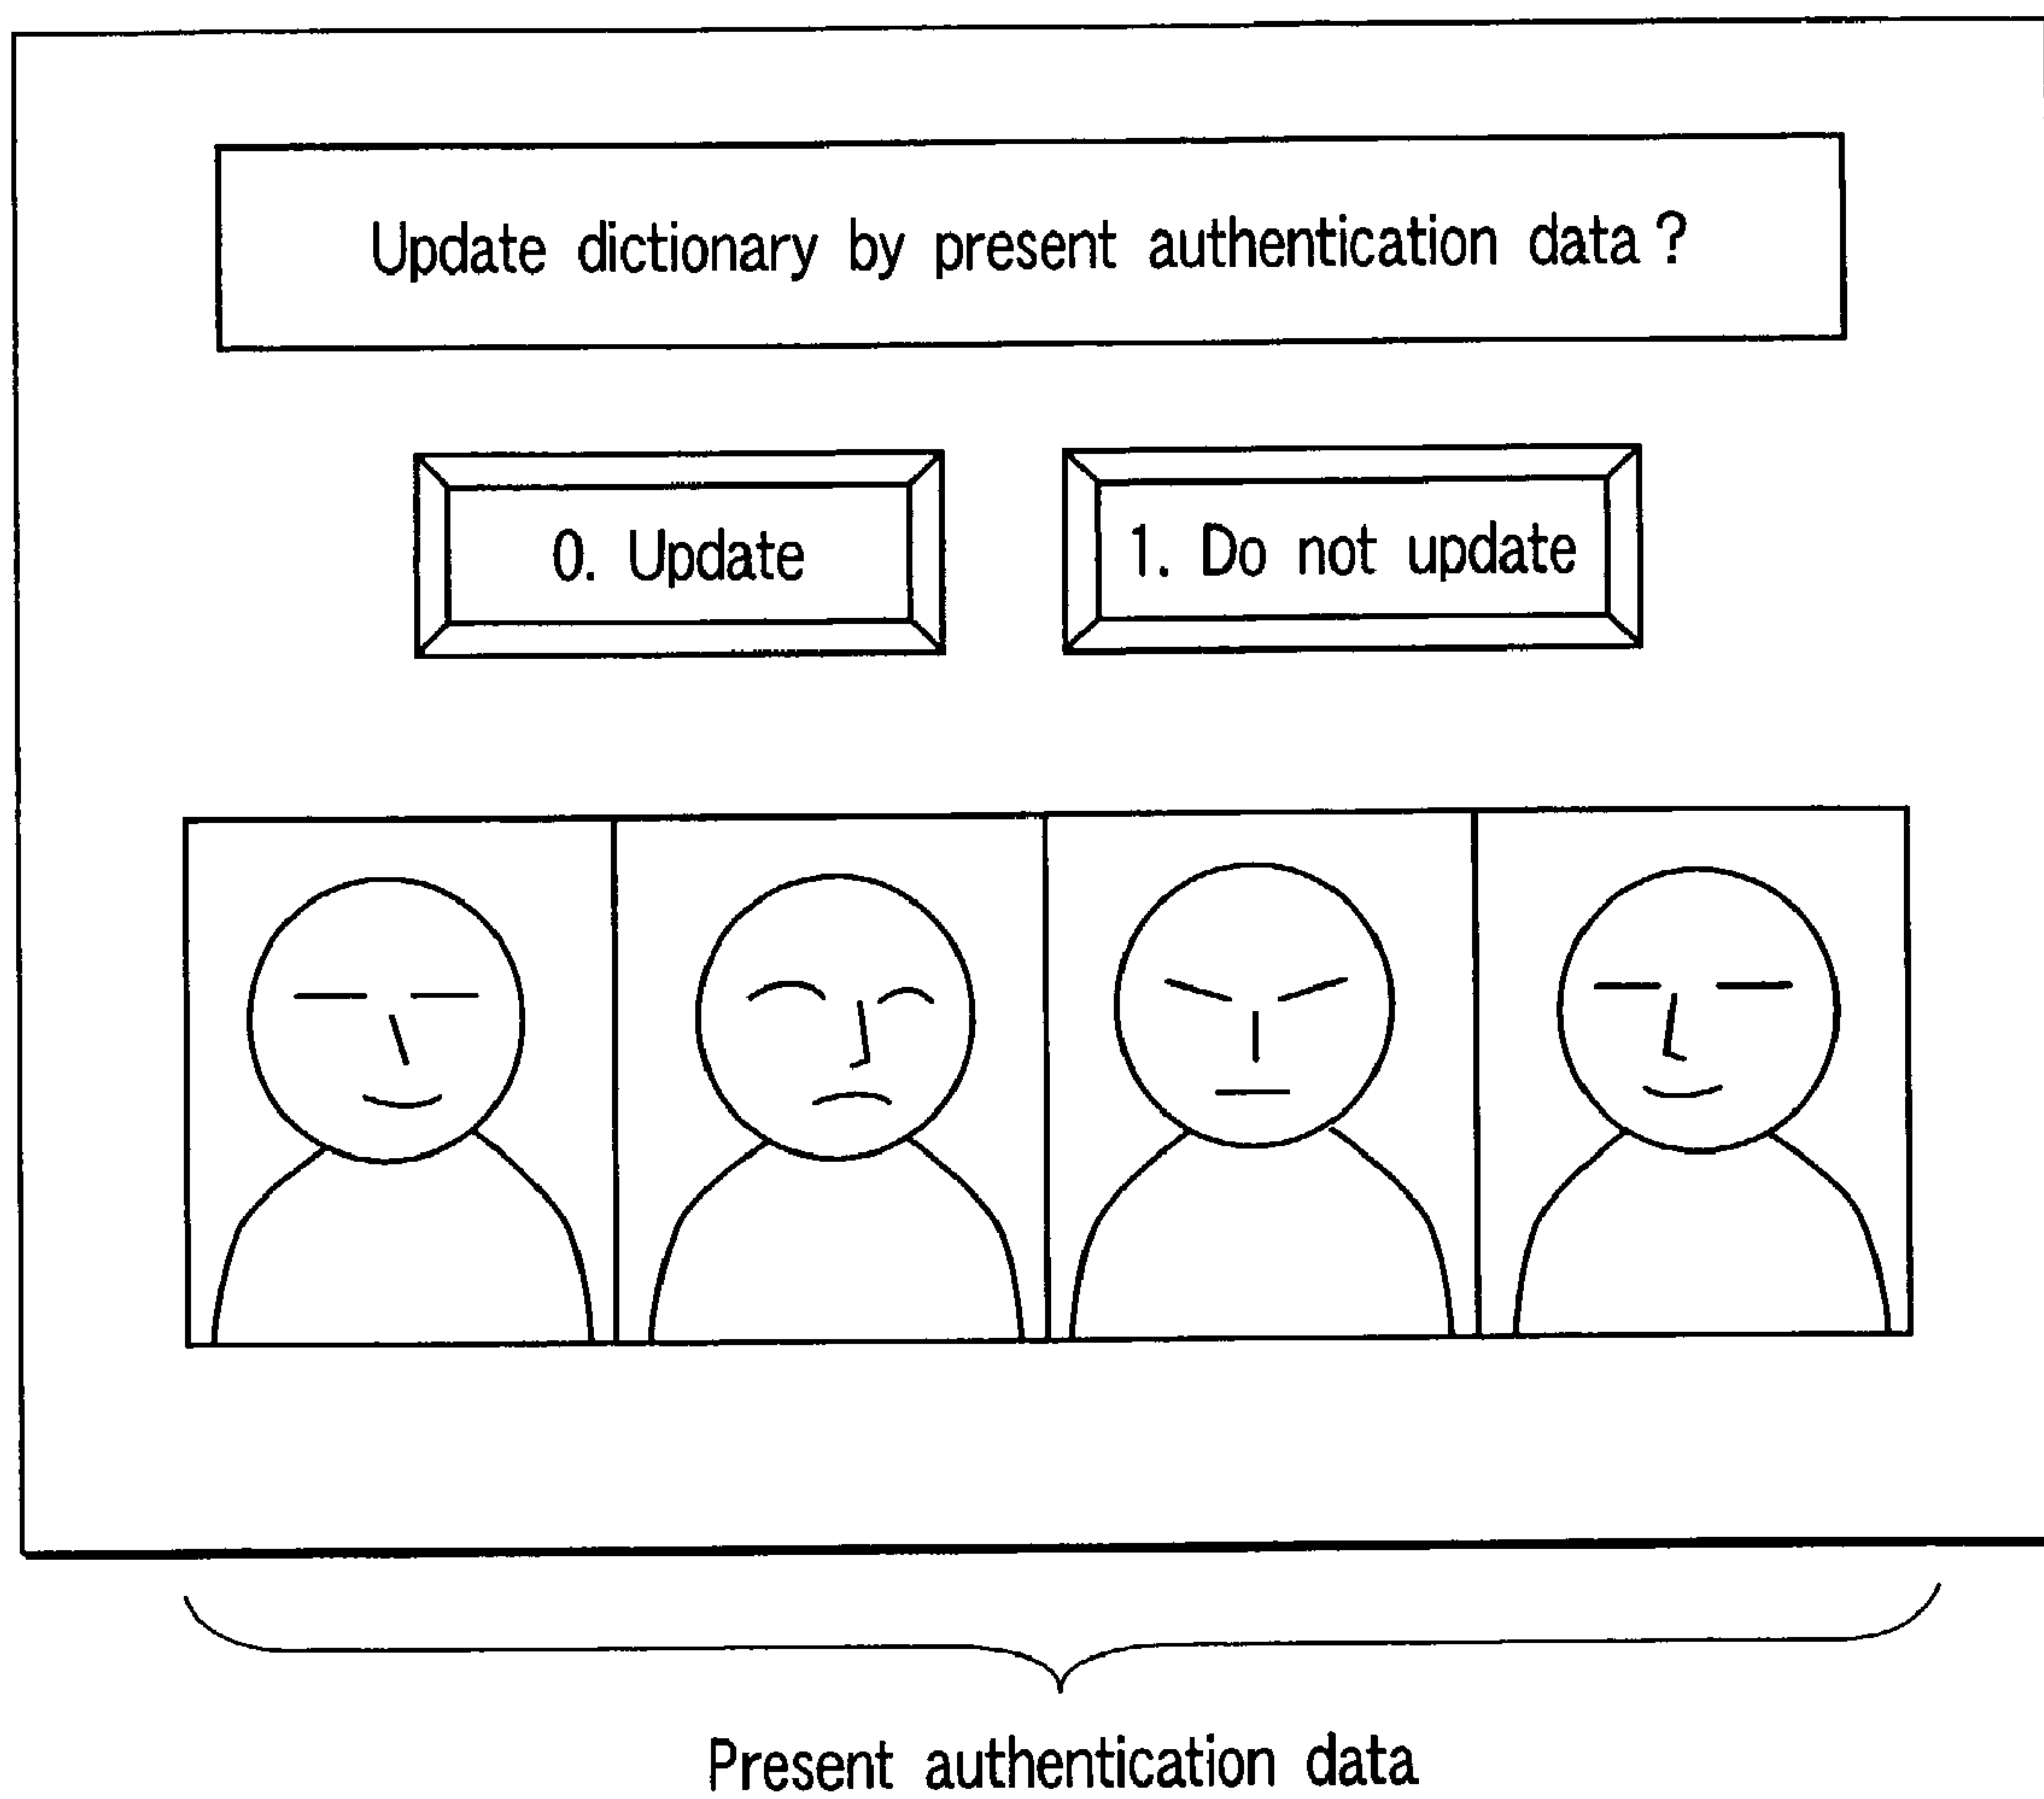 Update dictionary by present authentication data ?
0. Update
1. Do not update
Present authentication data